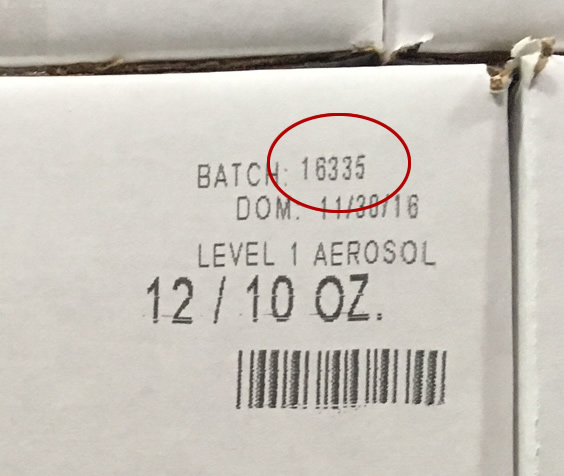 BATCH: 16335
DOM. 11/30/16
LEVEL 1 AEROSOL
12 / 10 OZ.